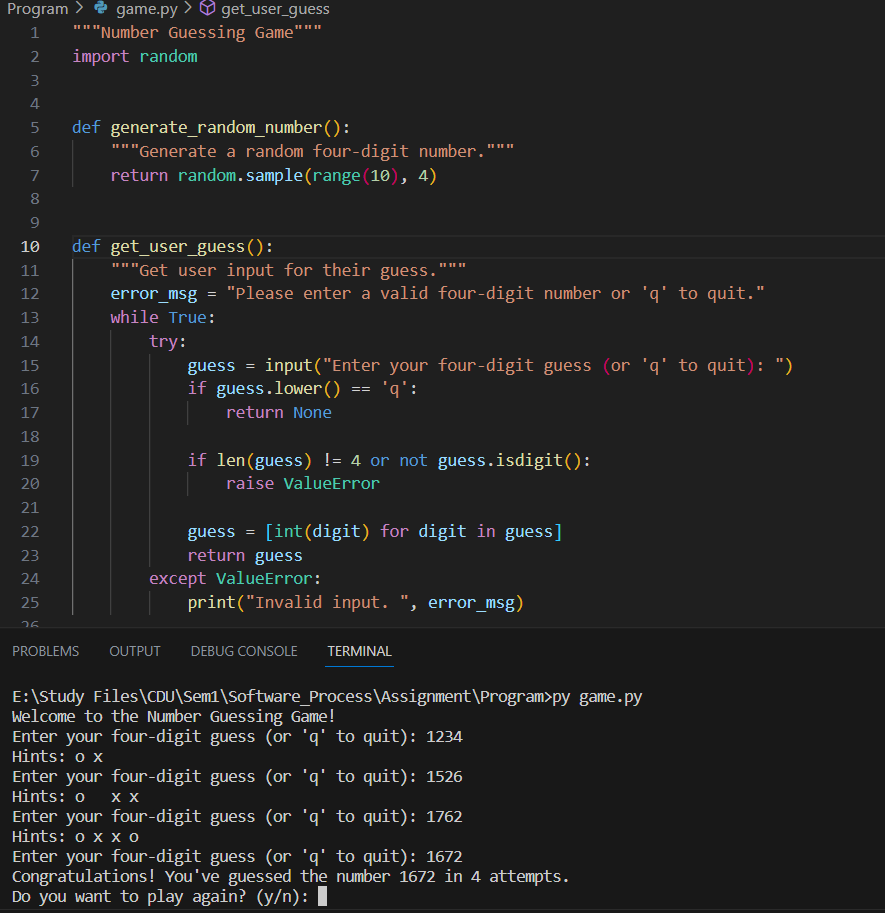 Program > game.py > get_user_guess
1 """Number Guessing Game"""
2 import random
3
4
5 def generate_random_number():
6 """Generate a random four-digit number."""
7 return random.sample(range(10), 4)
8
9
10 def get_user_guess():
11 """Get user input for their guess."""
12 error_msg = "Please enter a valid four-digit number or 'q' to quit."
13 while True:
14 try:
15 guess = input("Enter your four-digit guess (or 'q' to quit): ")
16 if guess.lower() == 'q':
17 return None
18
19 if len(guess) != 4 or not guess.isdigit():
20 raise ValueError
21
22 guess = [int(digit) for digit in guess]
23 return guess
24 except ValueError:
25 print("Invalid input. ", error_msg)
26
PROBLEMS OUTPUT DEBUG CONSOLE TERMINAL
E:\Study Files\CDU\Sem1\Software_Process\Assignment\Program>py game.py
Welcome to the Number Guessing Game!
Enter your four-digit guess (or 'q' to quit): 1234
Hints: o x
Enter your four-digit guess (or 'q' to quit): 1526
Hints: o   x x
Enter your four-digit guess (or 'q' to quit): 1762
Hints: o x x o
Enter your four-digit guess (or 'q' to quit): 1672
Congratulations! You've guessed the number 1672 in 4 attempts.
Do you want to play again? (y/n):